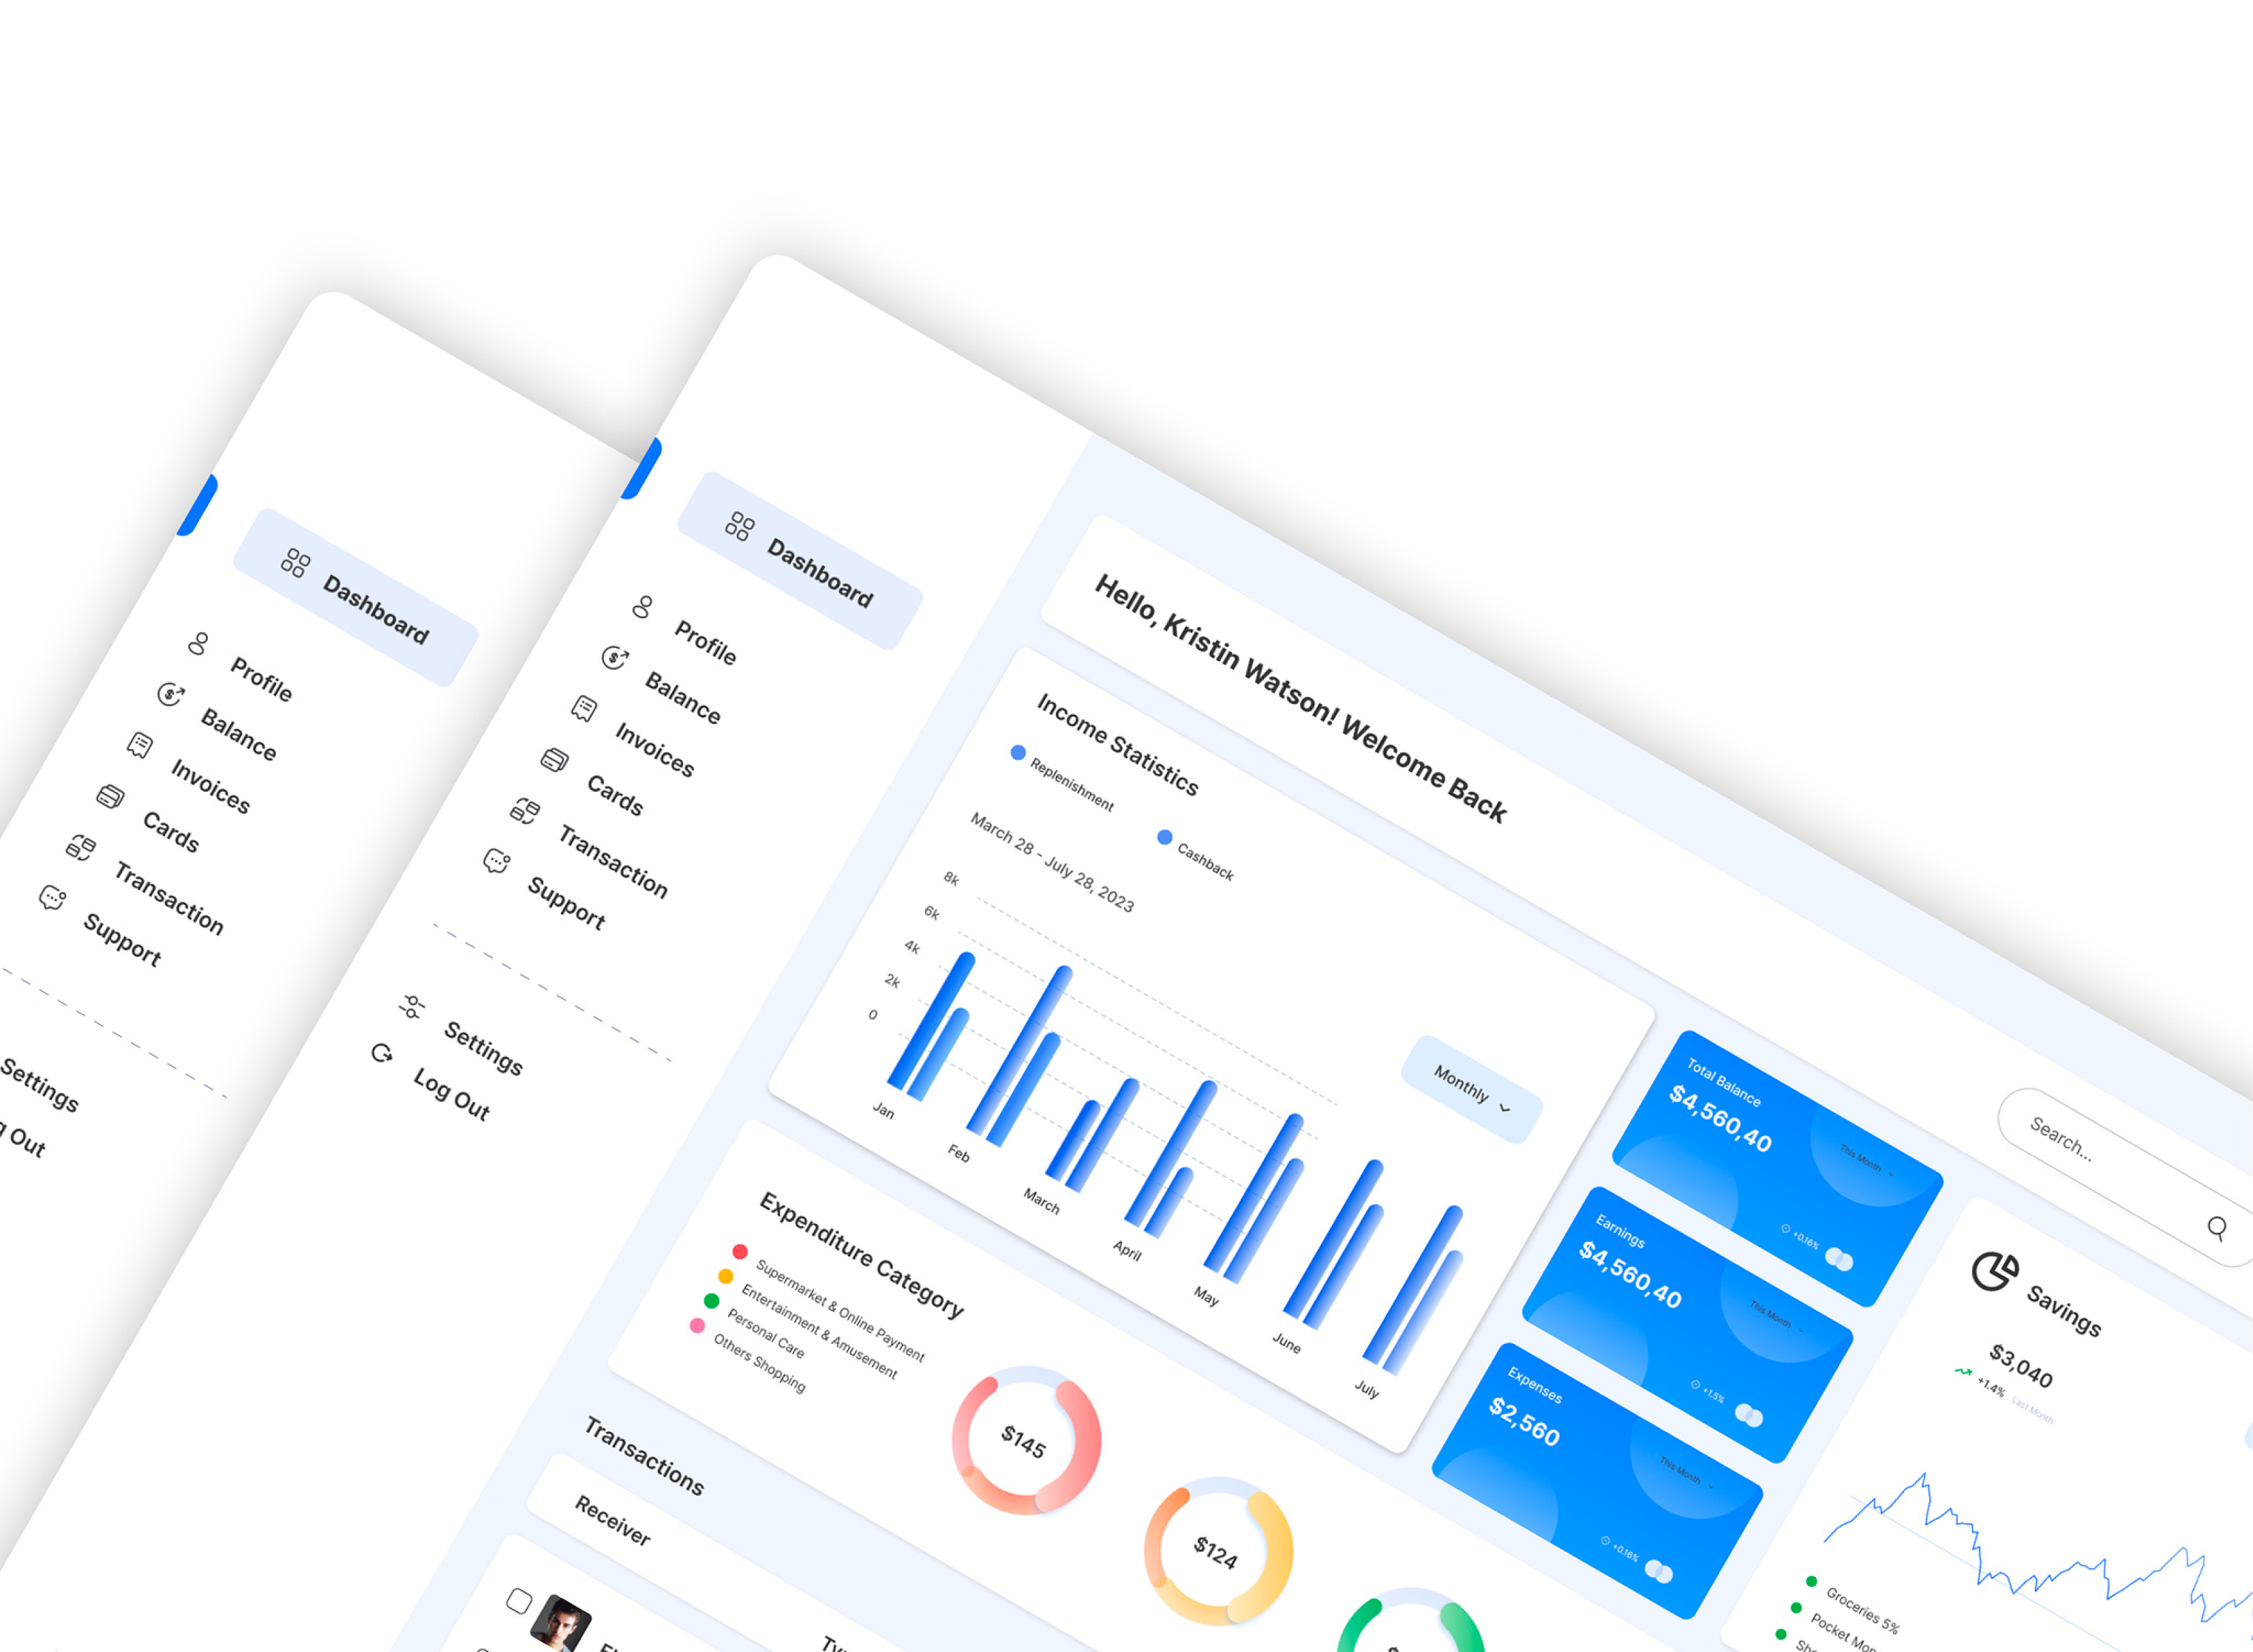 Dashboard
Profile
Balance
Invoices
Cards
Transaction
Support
Settings
Out
Dashboard
Profile
Balance
Invoices
Cards
Transaction
Support
Settings
Log Out
Hello, Kristin Watson! Welcome Back
Search...
Income Statistics
Replenishment
Cashback
March 28 - July 28, 2023
Monthly
8k
6k
4k
2k
0
Jan
Feb
March
April
May
June
July
Total Balance
$4,560,40
This Month
+0.16%
Earnings
$4,560,40
This Month
+1.5%
Expenses
$2,560
This Month
+0.16%
Savings
$3,040
+1.4% Last Month
Groceries 5%
Pocket
Expenditure Category
Supermarket & Online Payment
Entertainment & Amusement
Personal Care
Others Shopping
$145
$124
Transactions
Receiver